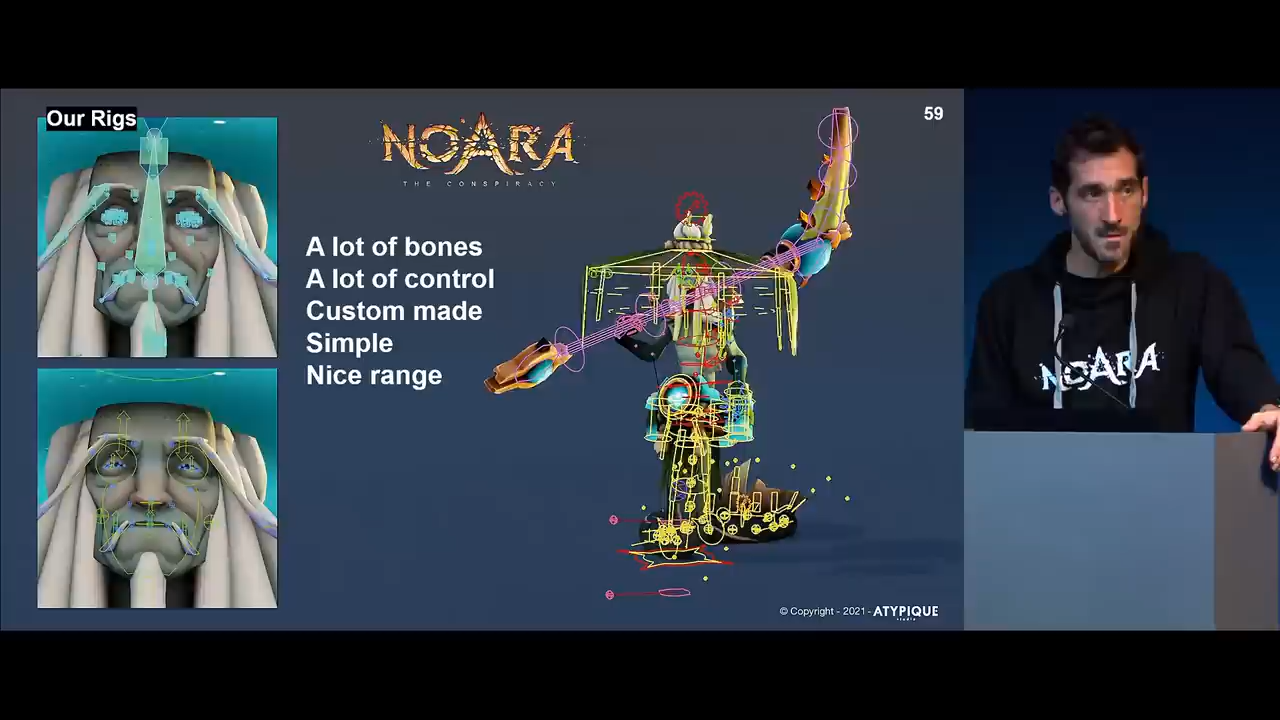 Our Rigs
NOARA
THE CONSPIRACY
59
A lot of bones
A lot of control
Custom made
Simple
Nice range
© Copyright - 2021 - ATYPIQUE
studio
NOARA